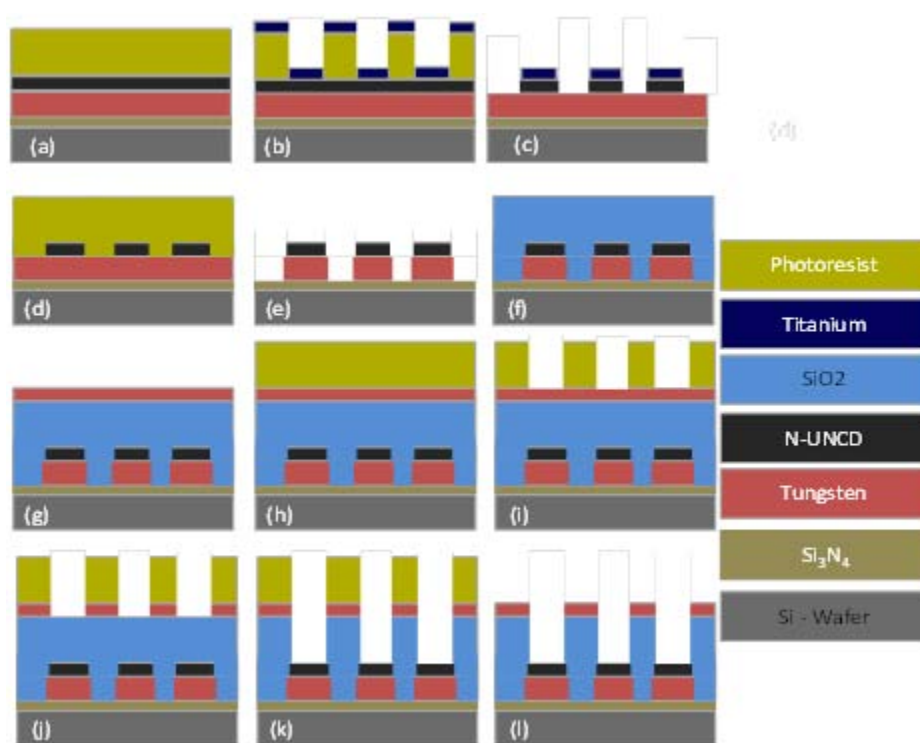 (a)
(b)
(c)
(d)
(d)
(e)
(f)
Photoresist
Titanium
SiO2
N-UNCD
Tungsten
Si₃N₄
Si - Wafer
(g)
(h)
(i)
(j)
(k)
(l)